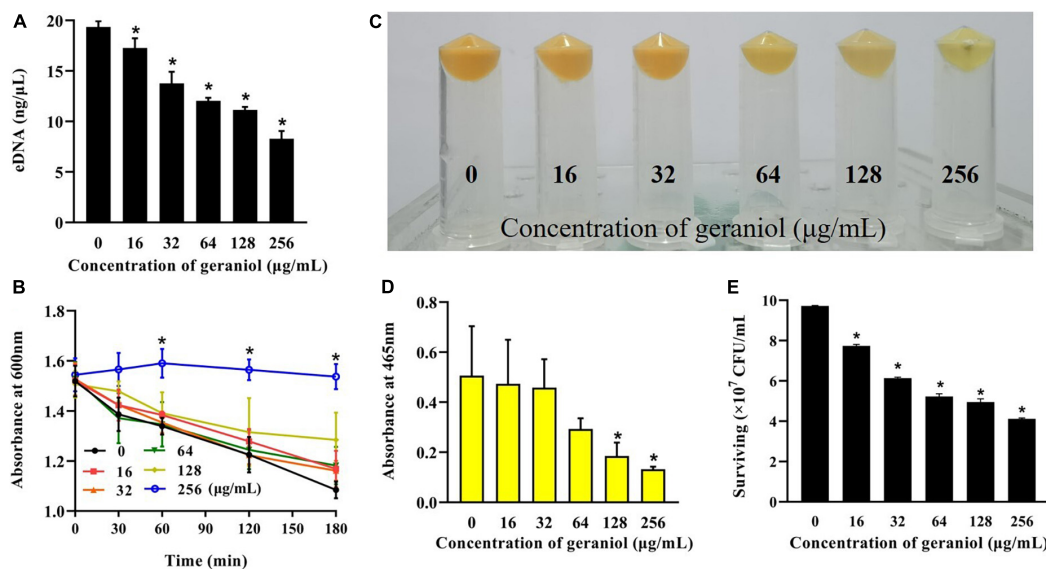 A
eDNA (ng/µL)
20
15
10
5
0
0 16 32 64 128 256
Concentration of geraniol (µg/mL)
C
0 16 32 64 128 256
Concentration of geraniol (µg/mL)
B
Absorbance at 600nm
1.8
1.6
1.4
1.2
1.0
* * *
0 64
16 128
32 256 (µg/mL)
0 30 60 90 120 150 180
Time (min)
D
Absorbance at 465nm
0.8
0.6
0.4
0.2
0.0
* *
0 16 32 64 128 256
Concentration of geraniol (µg/mL)
E
Surviving (×10⁷ CFU/mL)
10
8
6
4
2
0
* * * * *
0 16 32 64 128 256
Concentration of geraniol (µg/mL)